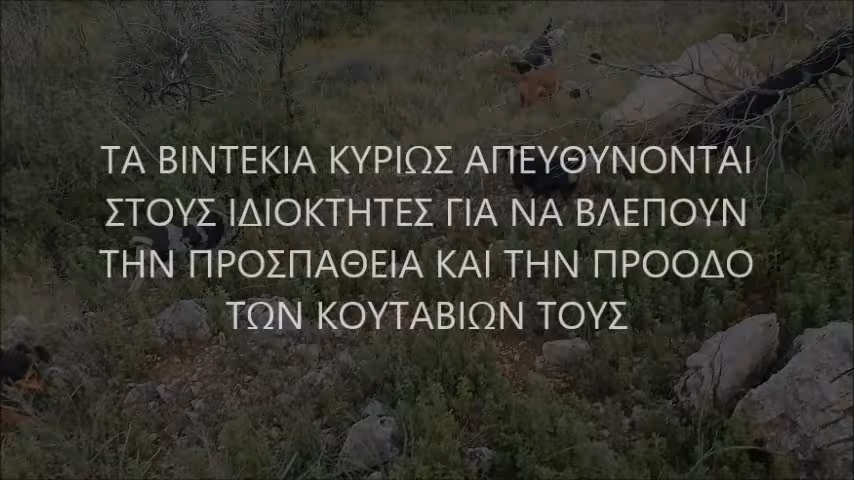 ΤΑ ΒΙΝΤΕΚΙΑ ΚΥΡΙΩΣ ΑΠΕΥΘΥΝΟΝΤΑΙ
ΣΤΟΥΣ ΙΔΙΟΚΤΗΤΕΣ ΓΙΑ ΝΑ ΒΛΕΠΟΥΝ
ΤΗΝ ΠΡΟΣΠΑΘΕΙΑ ΚΑΙ ΤΗΝ ΠΡΟΟΔΟ
ΤΩΝ ΚΟΥΤΑΒΙΩΝ ΤΟΥΣ